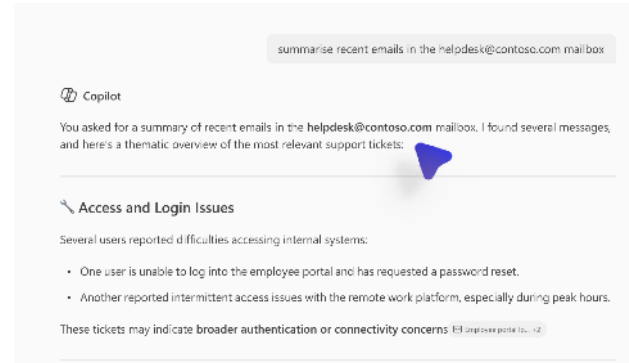 summarise recent emails in the helpdesk@contoso.com mailbox
Copilot
You asked for a summary of recent emails in the helpdesk@contoso.com mailbox. I found several messages,
and here's a thematic overview of the most relevant support tickets:
Access and Login Issues
Several users reported difficulties accessing internal systems:
• One user is unable to log into the employee portal and has requested a password reset.
• Another reported intermittent access issues with the remote work platform, especially during peak hours.
These tickets may indicate broader authentication or connectivity concerns Employee portal lo... +2